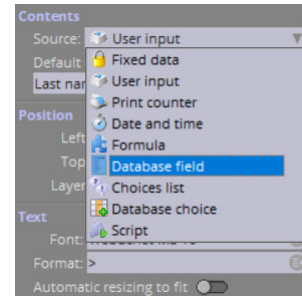 Contents
Source: User input
Default
Last nar
Fixed data
User input
Print counter
Date and time
Formula
Database field
Choices list
Database choice
Script
Position
Left
Top
Layer
Text
Font:
Format: >
Automatic resizing to fit